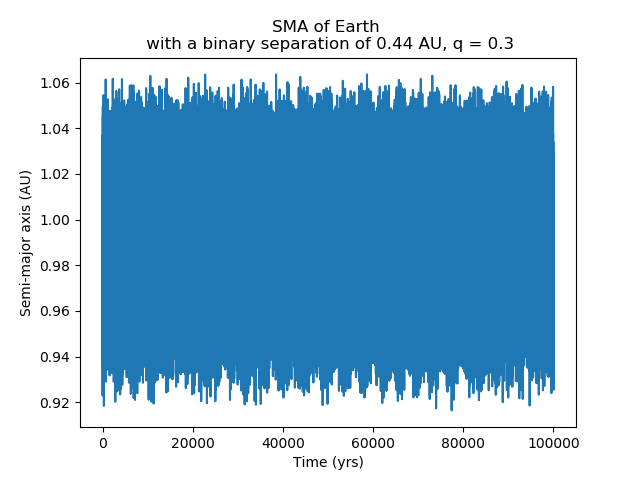 SMA of Earth
with a binary separation of 0.44 AU, q = 0.3
1.06
1.04
1.02
1.00
0.98
0.96
0.94
0.92
Semi-major axis (AU)
0 20000 40000 60000 80000 100000
Time (yrs)